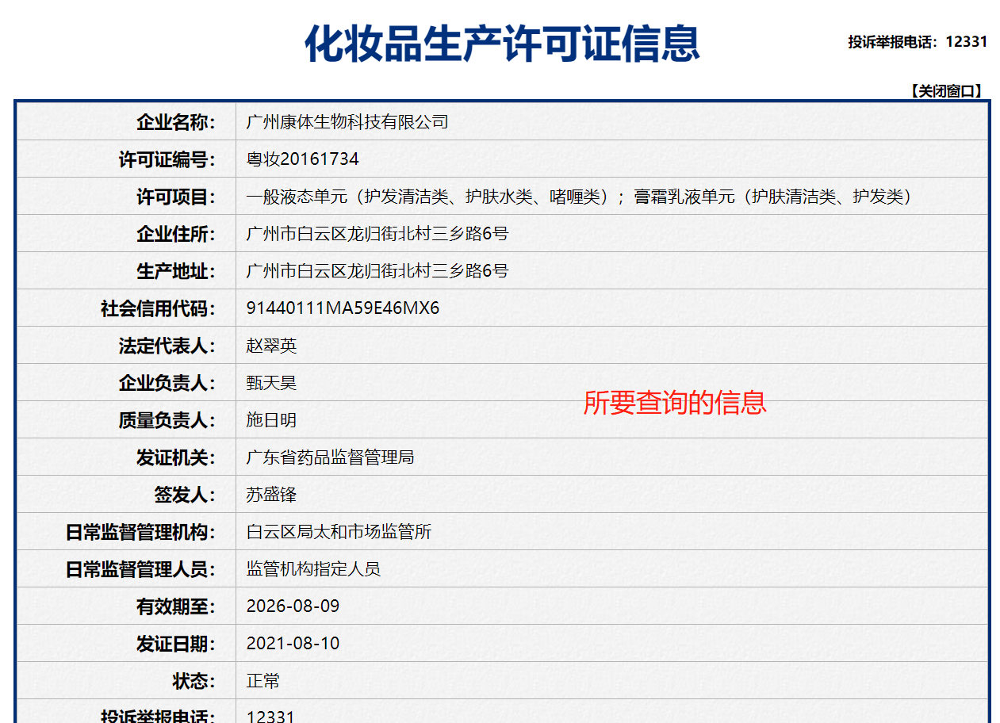 化妆品生产许可证信息
投诉举报电话：12331
【关闭窗口】
企业名称： 广州康体生物科技有限公司
许可证编号： 粤妆20161734
许可项目： 一般液态单元（护发清洁类、护肤水类、啫喱类）；膏霜乳液单元（护肤清洁类、护发类）
企业住所： 广州市白云区龙归街北村三乡路6号
生产地址： 广州市白云区龙归街北村三乡路6号
社会信用代码： 91440111MA59E46MX6
法定代表人： 赵翠英
企业负责人： 甄天昊
所要查询的信息
质量负责人： 施日明
发证机关： 广东省药品监督管理局
签发人： 苏盛锋
日常监督管理机构： 白云区局太和市场监管所
日常监督管理人员： 监管机构指定人员
有效期至： 2026-08-09
发证日期： 2021-08-10
状态： 正常
投诉举报电话： 12331